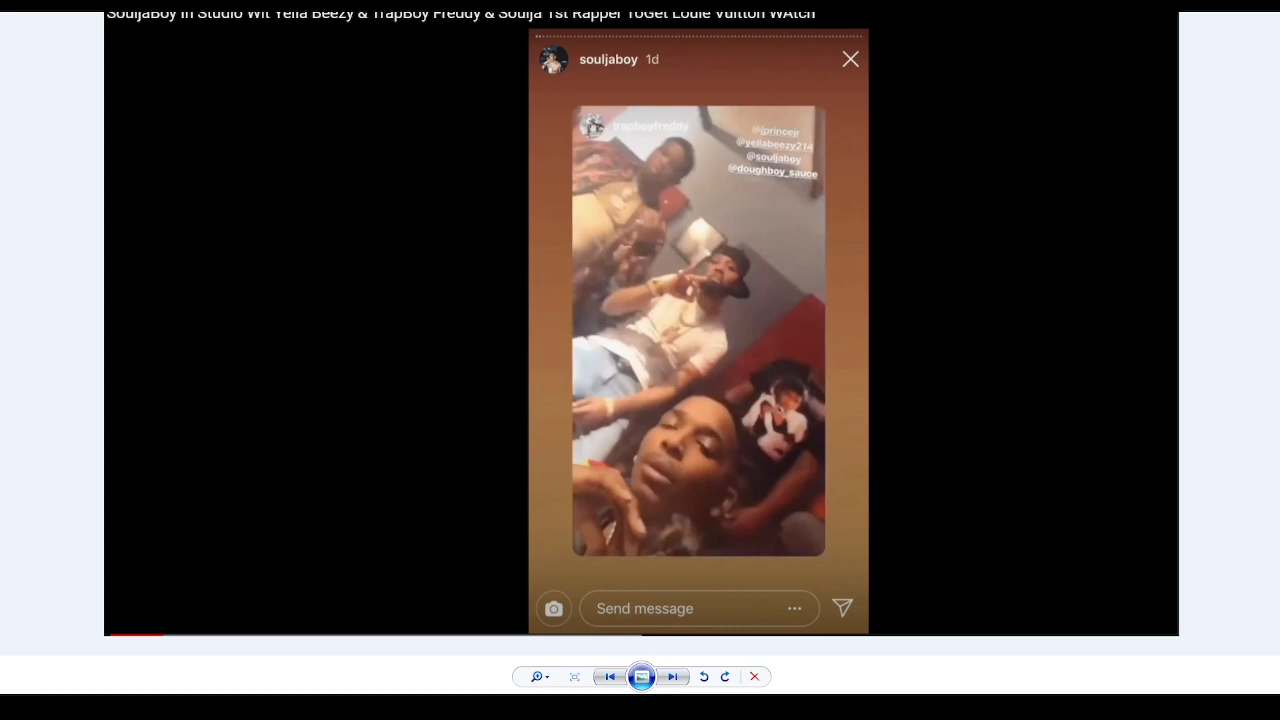 SouljaBoy In Studio Wit Yella Beezy & TrapBoy Freddy & Soulja 1st Rapper ToGet Louie Vuitton WAtch
souljaboy 1d
trapboyfreddy
@jprincejr
@yellabeezy214
@souljaboy
@doughboy_sauce
Send message